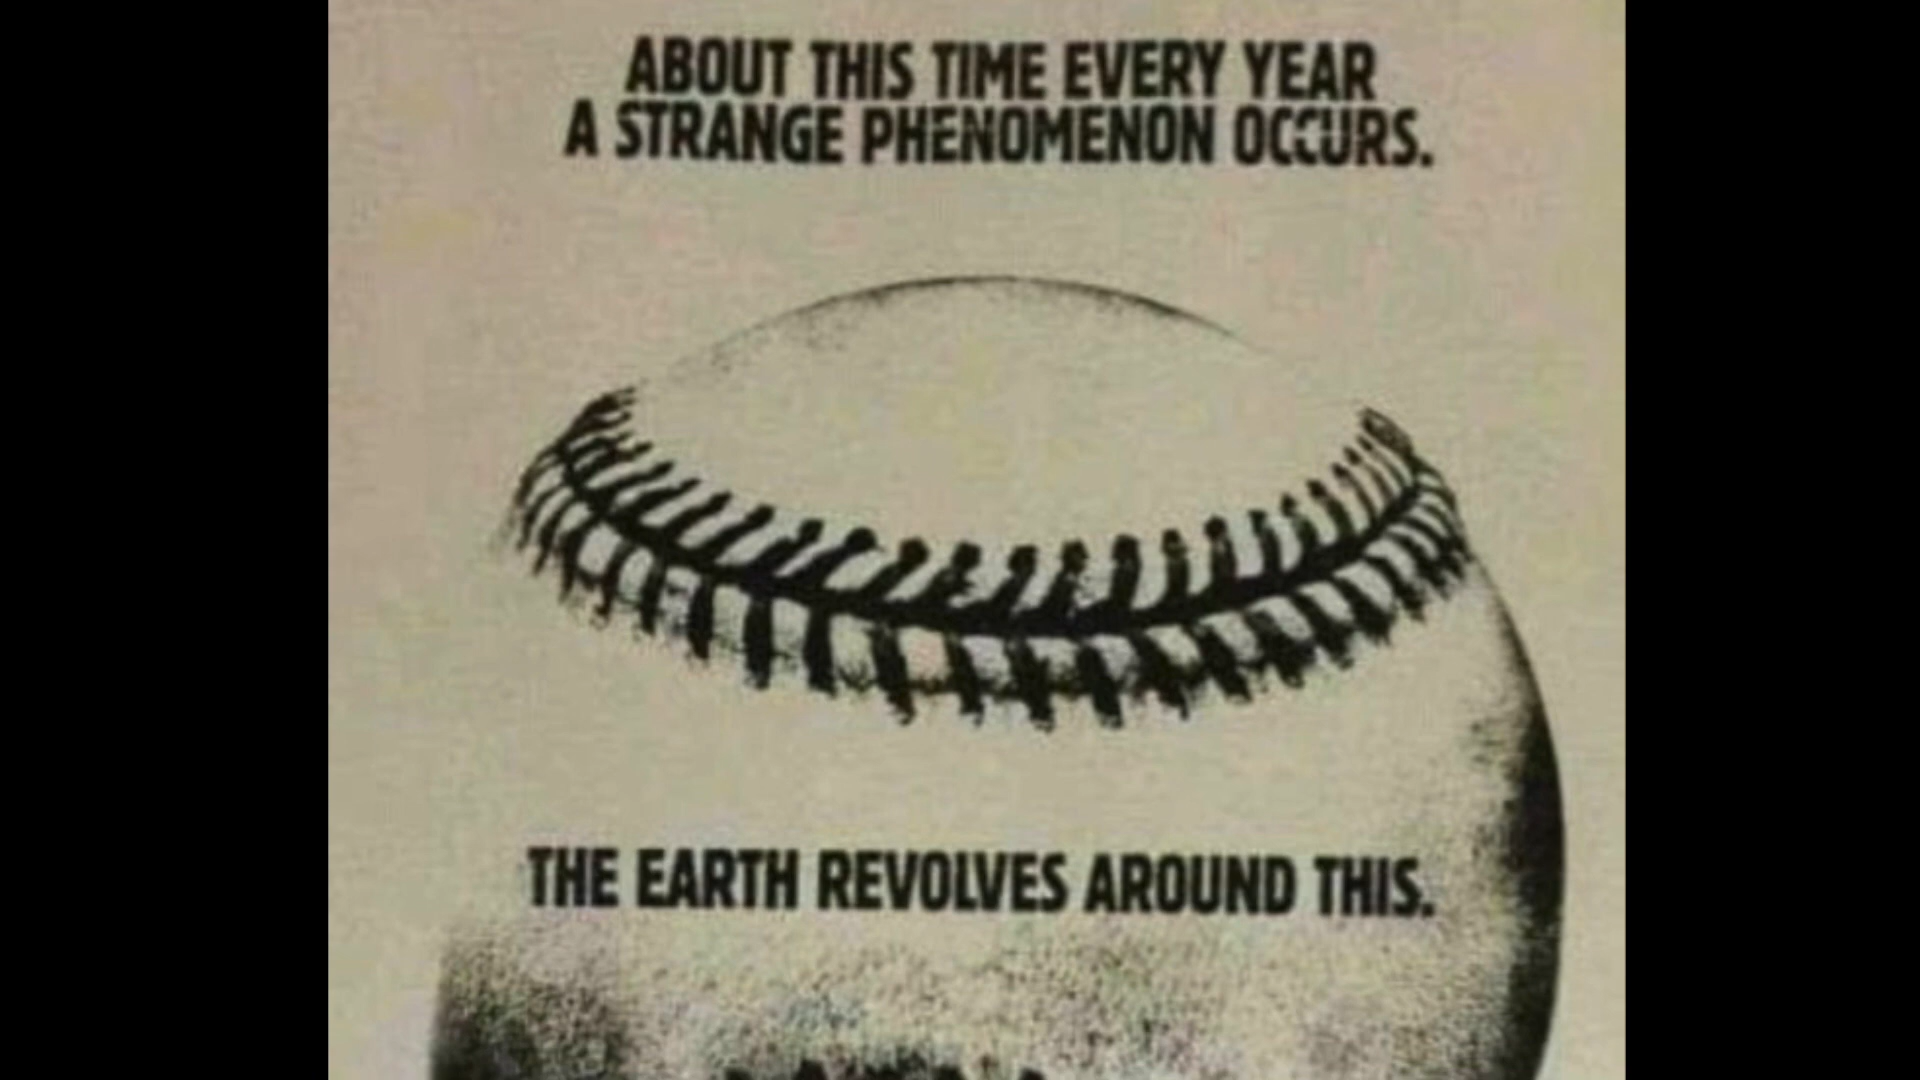 ABOUT THIS TIME EVERY YEAR
A STRANGE PHENOMENON OCCURS.
THE EARTH REVOLVES AROUND THIS.